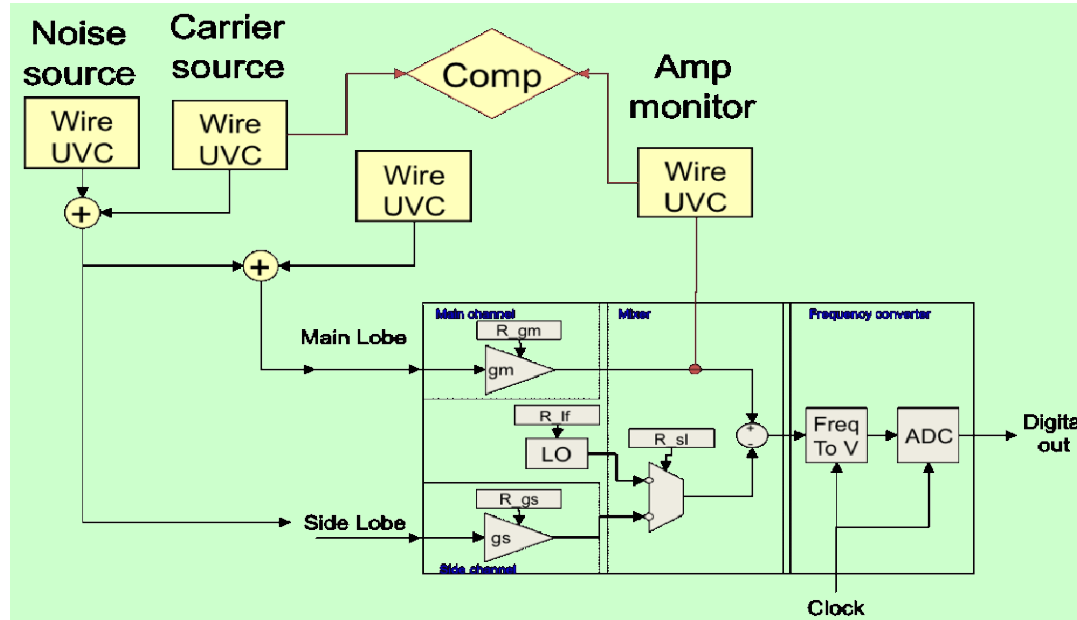 Noise
source
Carrier
source
Comp
Amp
monitor
Wire
UVC
Wire
UVC
Wire
UVC
Wire
UVC
+
+
Main channel
Mixer
Frequency converter
R_gm
Main Lobe
gm
R_lf
LO
R_sl
+
-
Freq
To V
ADC
Digita
out
R_gs
Side Lobe
gs
Side channel
Clock